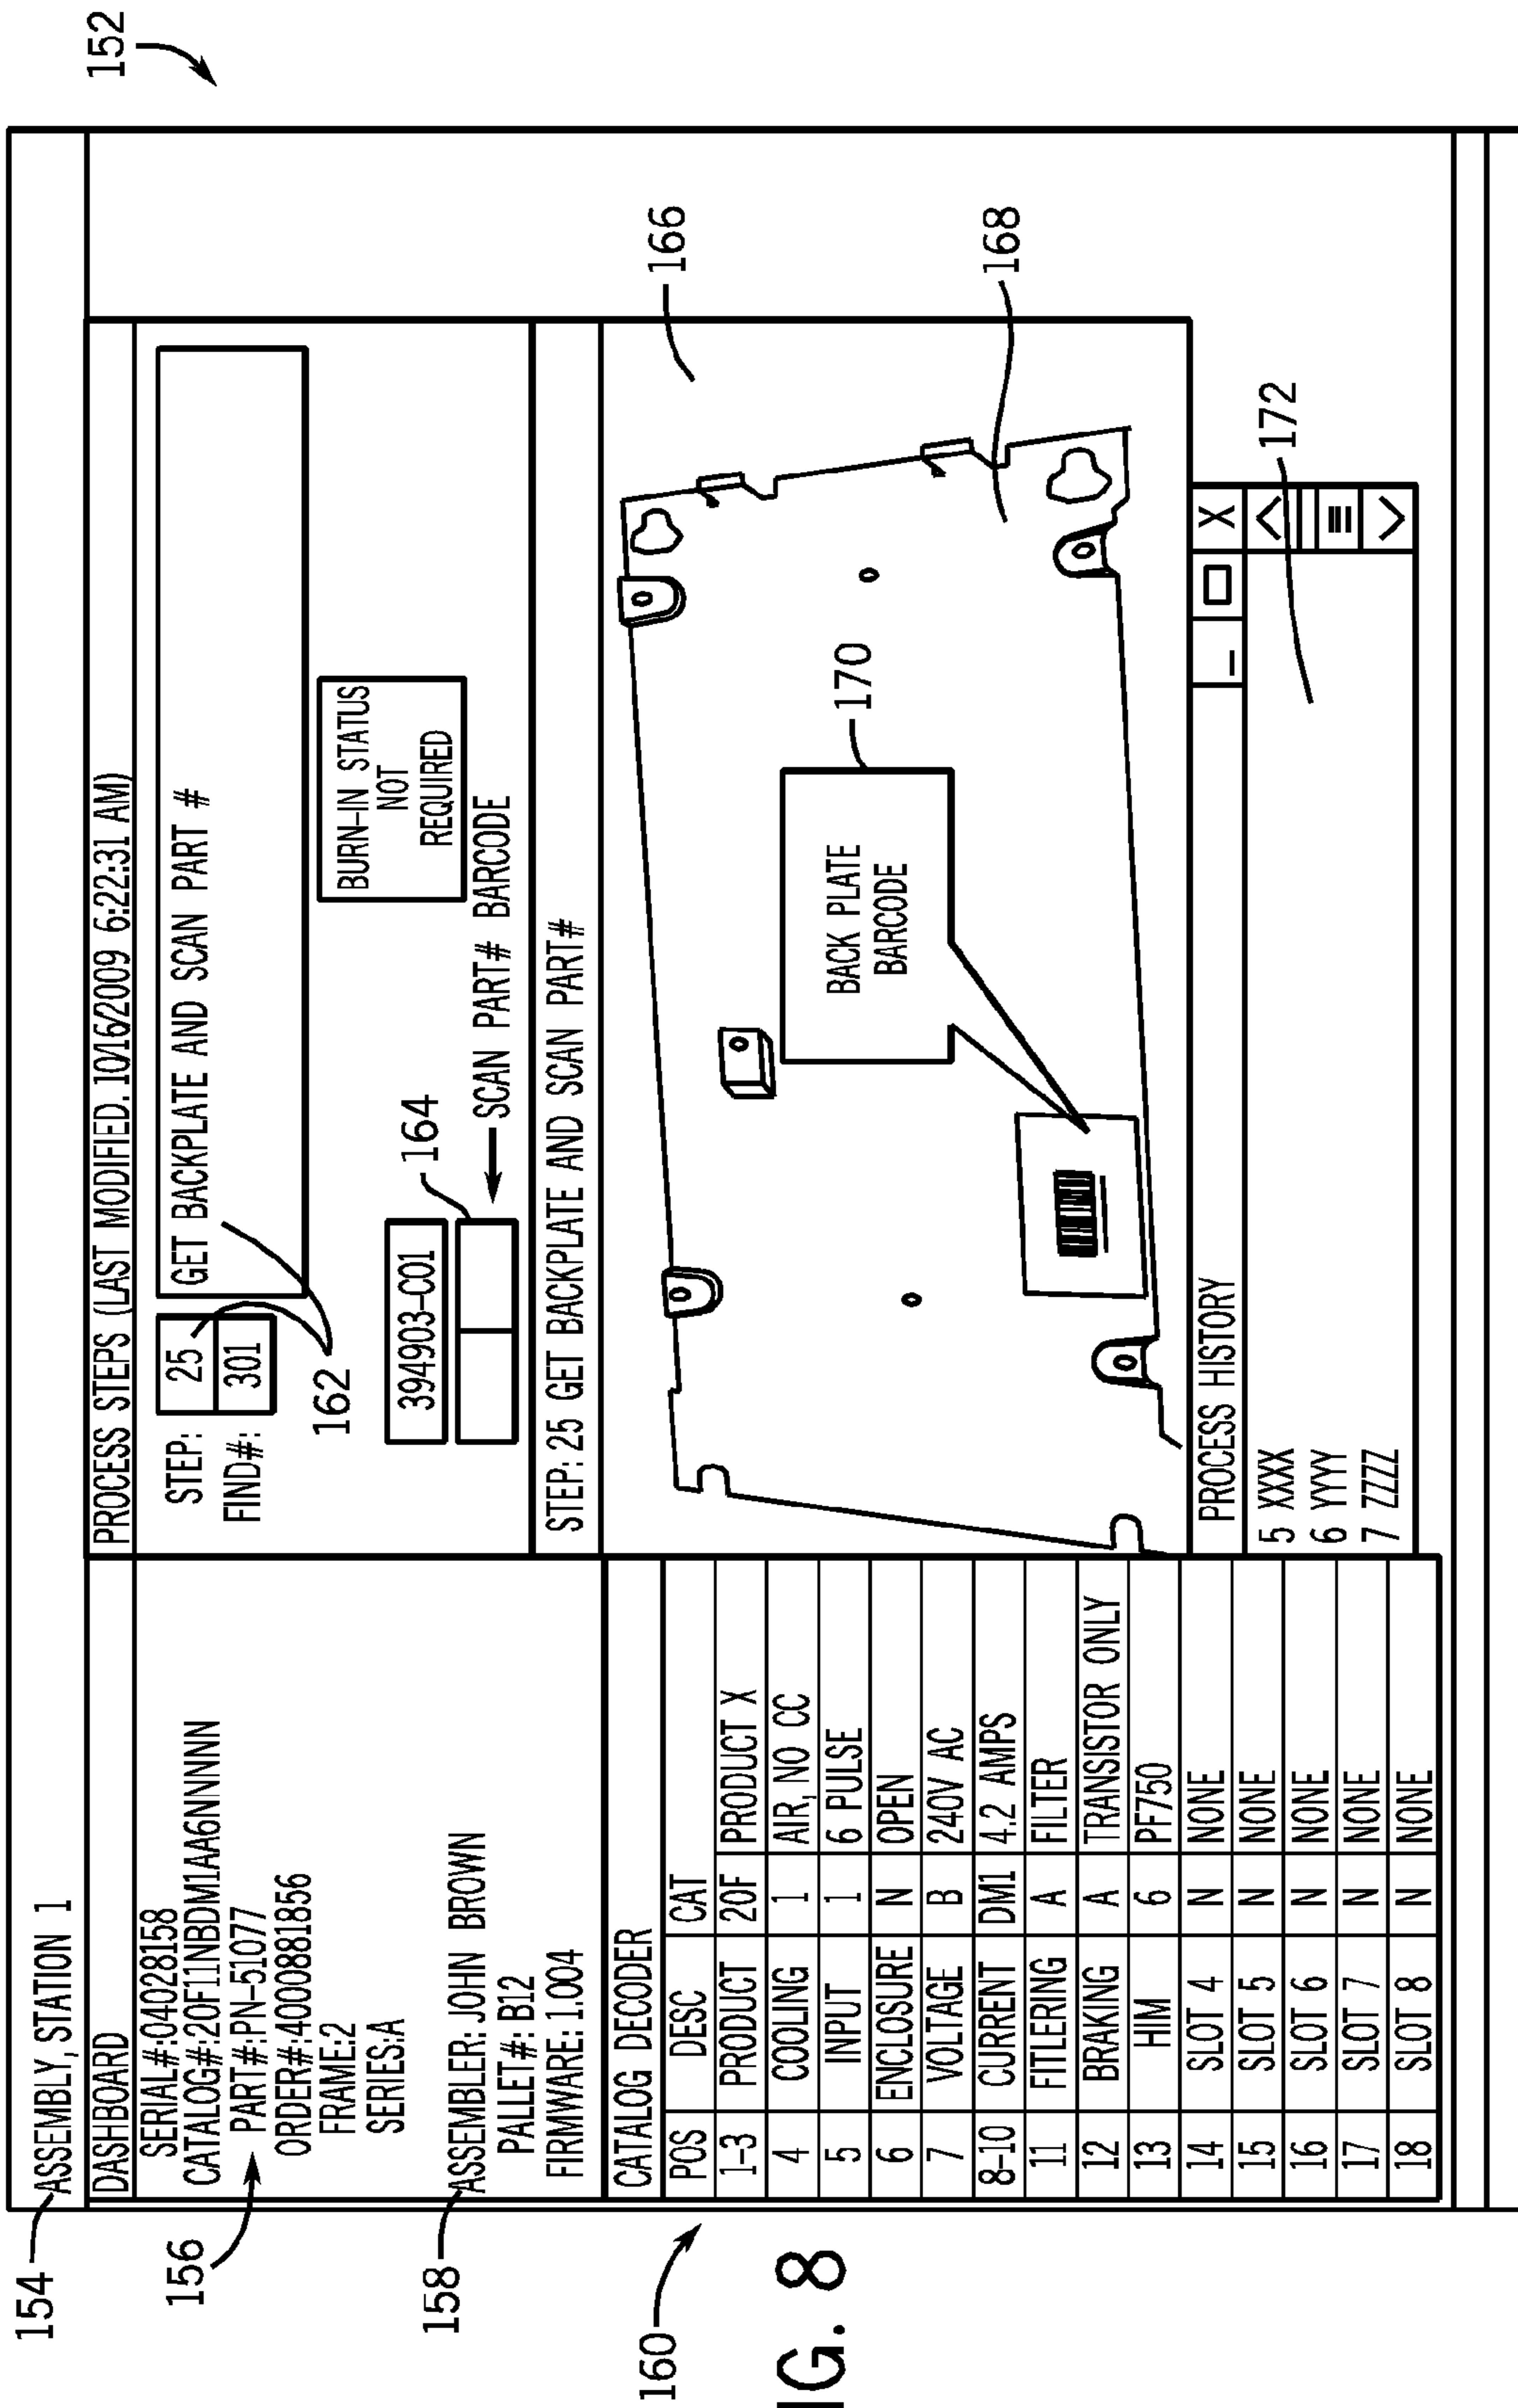 152
154
ASSEMBLY, STATION 1
DASHBOARD
156
SERIAL#:04028158
CATALOG#:20F11NBDM1AA6NNNNN
PART#:PN-51077
ORDER#:4000881856
FRAME:2
SERIES:A
158
ASSEMBLER: JOHN BROWN
PALLET#: B12
FIRMWARE: 1.004
160
CATALOG DECODER
POS DESC CAT
1-3 PRODUCT 20F PRODUCT X
4 COOLING 1 AIR, NO CC
5 INPUT 1 6 PULSE
6 ENCLOSURE N OPEN
7 VOLTAGE B 240V AC
8-10 CURRENT DM1 4.2 AMPS
11 FITLERING A FILTER
12 BRAKING A TRANSISTOR ONLY
13 HIM 6 PF750
14 SLOT 4 N NONE
15 SLOT 5 N NONE
16 SLOT 6 N NONE
17 SLOT 7 N NONE
18 SLOT 8 N NONE
PROCESS STEPS (LAST MODIFIED. 10/16/2009 6:22:31 AM)
STEP: 25 GET BACKPLATE AND SCAN PART #
FIND#: 301
162
BURN-IN STATUS
NOT
REQUIRED
394903-C01
164
SCAN PART# BARCODE
STEP: 25 GET BACKPLATE AND SCAN PART#
166
168
170
BACK PLATE
BARCODE
PROCESS HISTORY _ X
172
5 XXXX
6 YYYY
7 ZZZZ
IG. 8